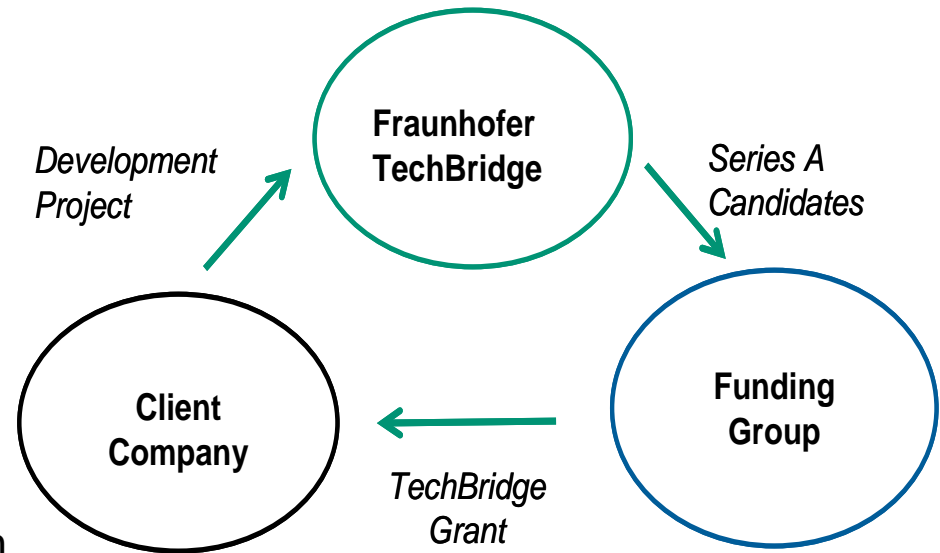 Fraunhofer
TechBridge
Development
Project
Series A
Candidates
Client
Company
Funding
Group
TechBridge
Grant
n